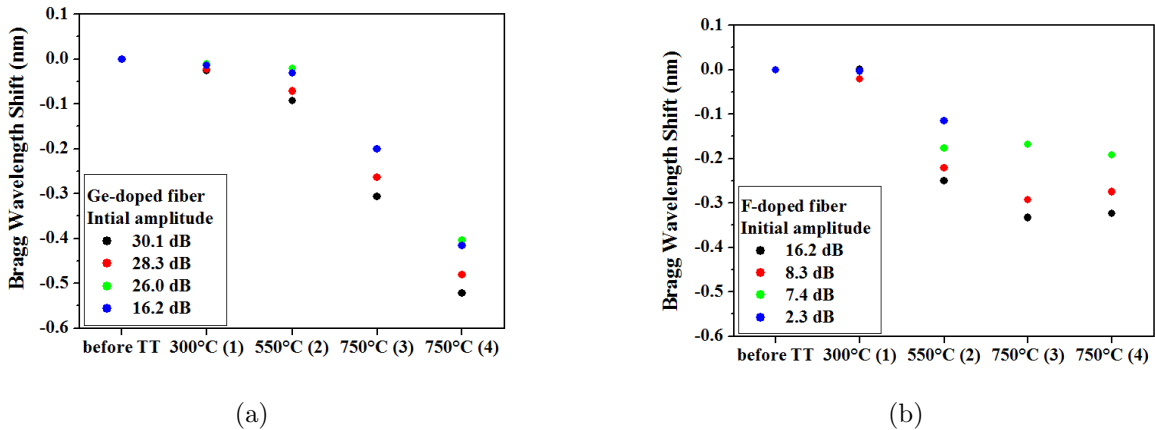 0.1
0.0
-0.1
-0.2
-0.3
-0.4
-0.5
-0.6
Bragg Wavelength Shift (nm)
Ge-doped fiber
Intial amplitude
30.1 dB
28.3 dB
26.0 dB
16.2 dB
before TT 300°C (1) 550°C (2) 750°C (3) 750°C (4)
(a)
0.1
0.0
-0.1
-0.2
-0.3
-0.4
-0.5
-0.6
Bragg Wavelength Shift (nm)
F-doped fiber
Initial amplitude
16.2 dB
8.3 dB
7.4 dB
2.3 dB
before TT 300°C (1) 550°C (2) 750°C (3) 750°C (4)
(b)